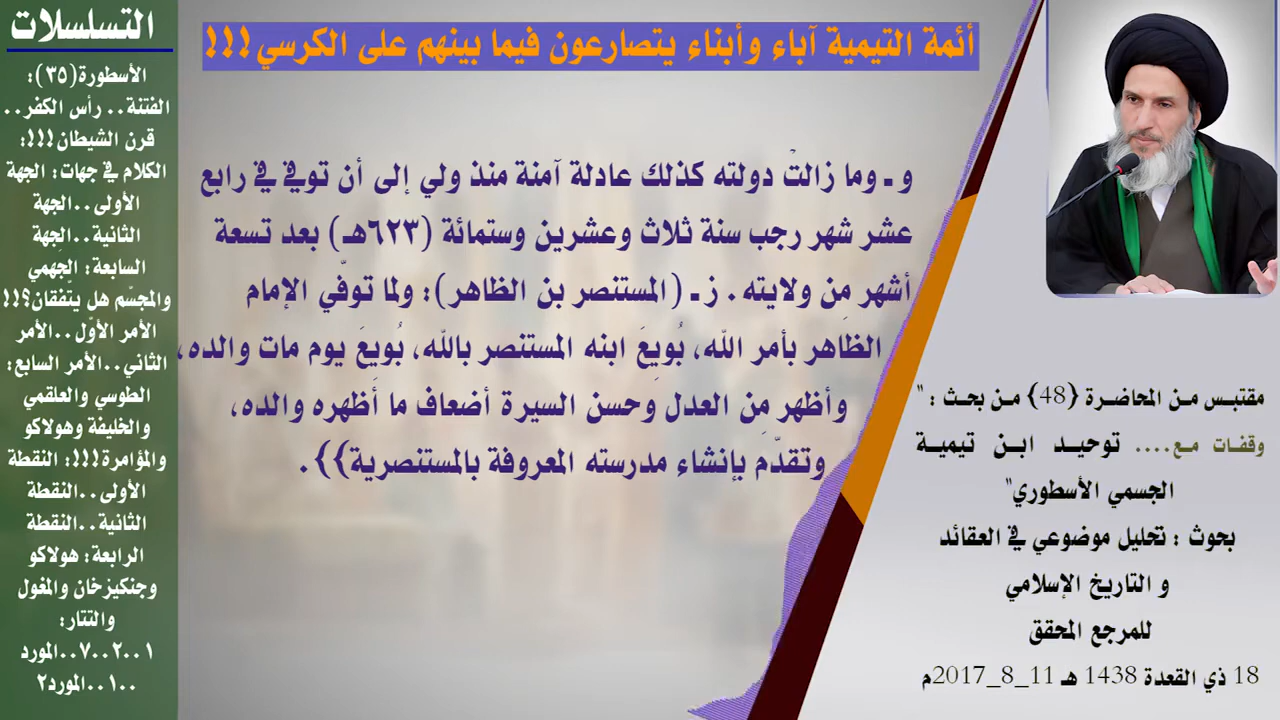 أئمة التيمية آباء وأبناء يتصارعون فيما بينهم على الكرسي!!!
و ـ وما زالتْ دولته كذلك عادلة آمنة منذ ولي إلى أن توفي في رابع
عشر شهر رجب سنة ثلاث وعشرين وستمائة (٦٢٣هـ) بعد تسعة
أشهر مِن ولايته. ز ـ (المستنصر بن الظاهر): ولما توفّي الإمام
الظاهر بأمر الله، بُويِعَ ابنه المستنصر بالله، بُويِعَ يوم مات والده،
وأظهر مِن العدل وحسن السيرة أضعاف ما أظهره والده،
وتقدّم بإنشاء مدرسته المعروفة بالمستنصرية}}.
مقتبس من المحاضرة {48} من بحث : "
وقفات مع.... توحيد ابن تيمية
الجسمي الأسطوري"
بحوث : تحليل موضوعي في العقائد
و التاريخ الإسلامي
للمرجع المحقق
18 ذي القعدة 1438 هـ 11_8_2017م
التسلسلات
الأسطورة(٣٥):
الفتنة.. رأس الكفر..
قرن الشيطان!!!:
الكلام في جهات: الجهة
الأولى..الجهة
الثانية..الجهة
السابعة: الجهمي
والمجسّم هل يتّفقان؟!!
الأمر الأول..الأمر
الثاني..الأمر السابع:
الطوسي والعلقمي
والخليفة وهولاكو
والمؤامرة!!!: النقطة
الأولى..النقطة
الثانية..النقطة
الرابعة: هولاكو
وجنكيزخان والمغول
والتتار:
١..٢..٧..المورد
١..المورد٢